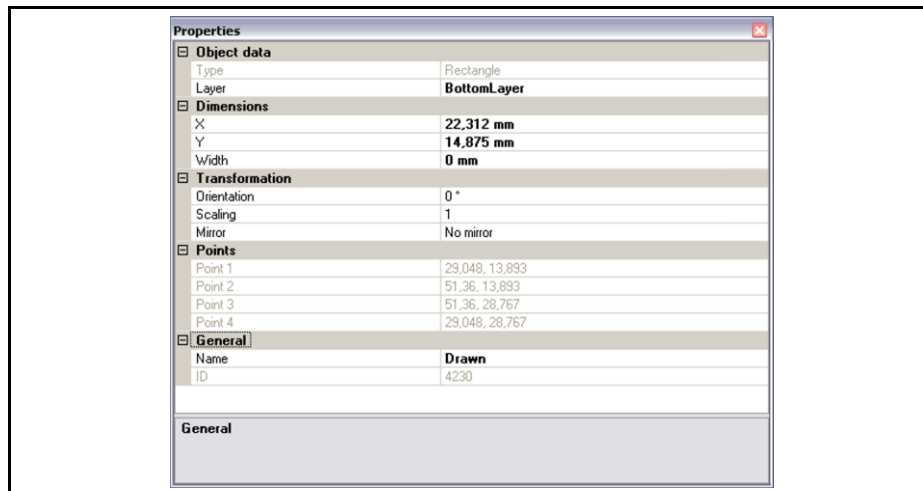 Properties
Object data
Type Rectangle
Layer BottomLayer
Dimensions
X 22,312 mm
Y 14,875 mm
Width 0 mm
Transformation
Orientation 0 °
Scaling 1
Mirror No mirror
Points
Point 1 29,048, 13,893
Point 2 51,36, 13,893
Point 3 51,36, 28,767
Point 4 29,048, 28,767
General
Name Drawn
ID 4230
General